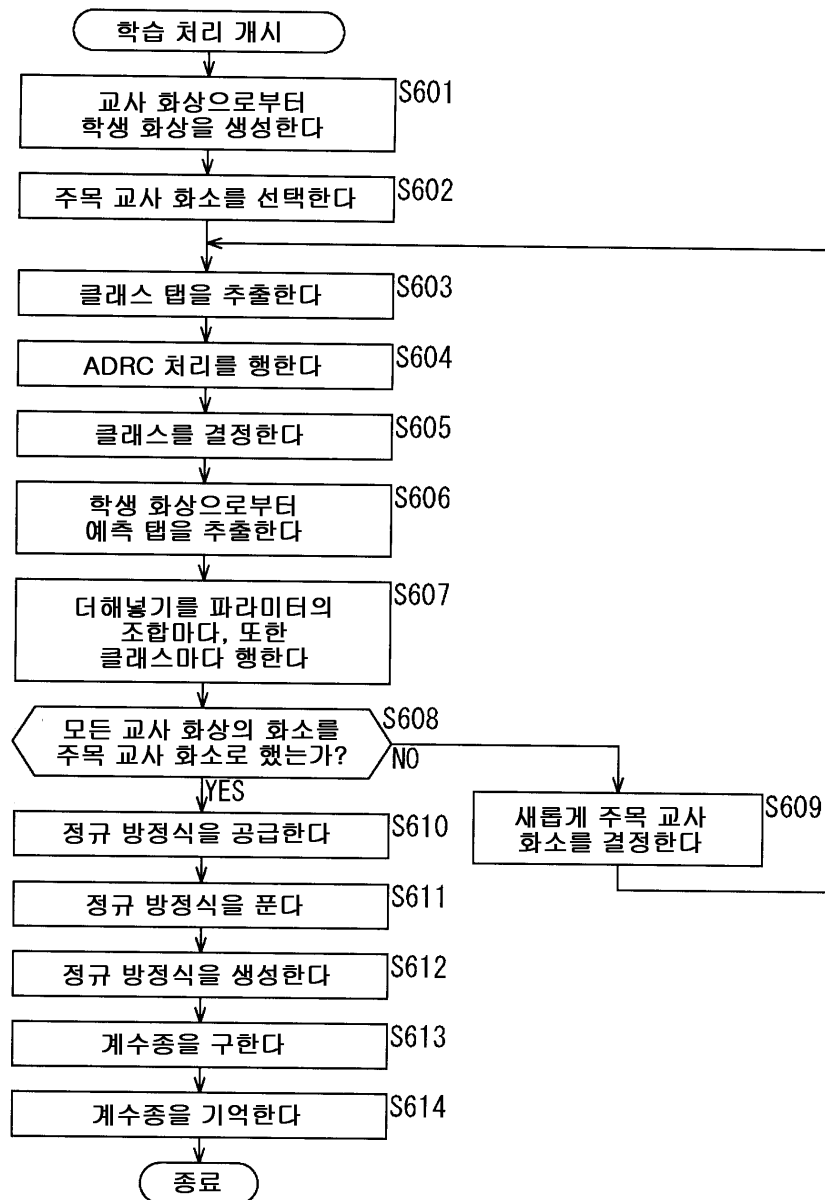 학습 처리 개시
교사 화상으로부터
학생 화상을 생성한다
S601
주목 교사 화소를 선택한다
S602
클래스 탭을 추출한다
S603
ADRC 처리를 행한다
S604
클래스를 결정한다
S605
학생 화상으로부터
예측 탭을 추출한다
S606
더해넣기를 파라미터의
조합마다, 또한
클래스마다 행한다
S607
모든 교사 화상의 화소를
주목 교사 화소로 했는가?
S608
NO
YES
새롭게 주목 교사
화소를 결정한다
S609
정규 방정식을 공급한다
S610
정규 방정식을 푼다
S611
정규 방정식을 생성한다
S612
계수종을 구한다
S613
계수종을 기억한다
S614
종료